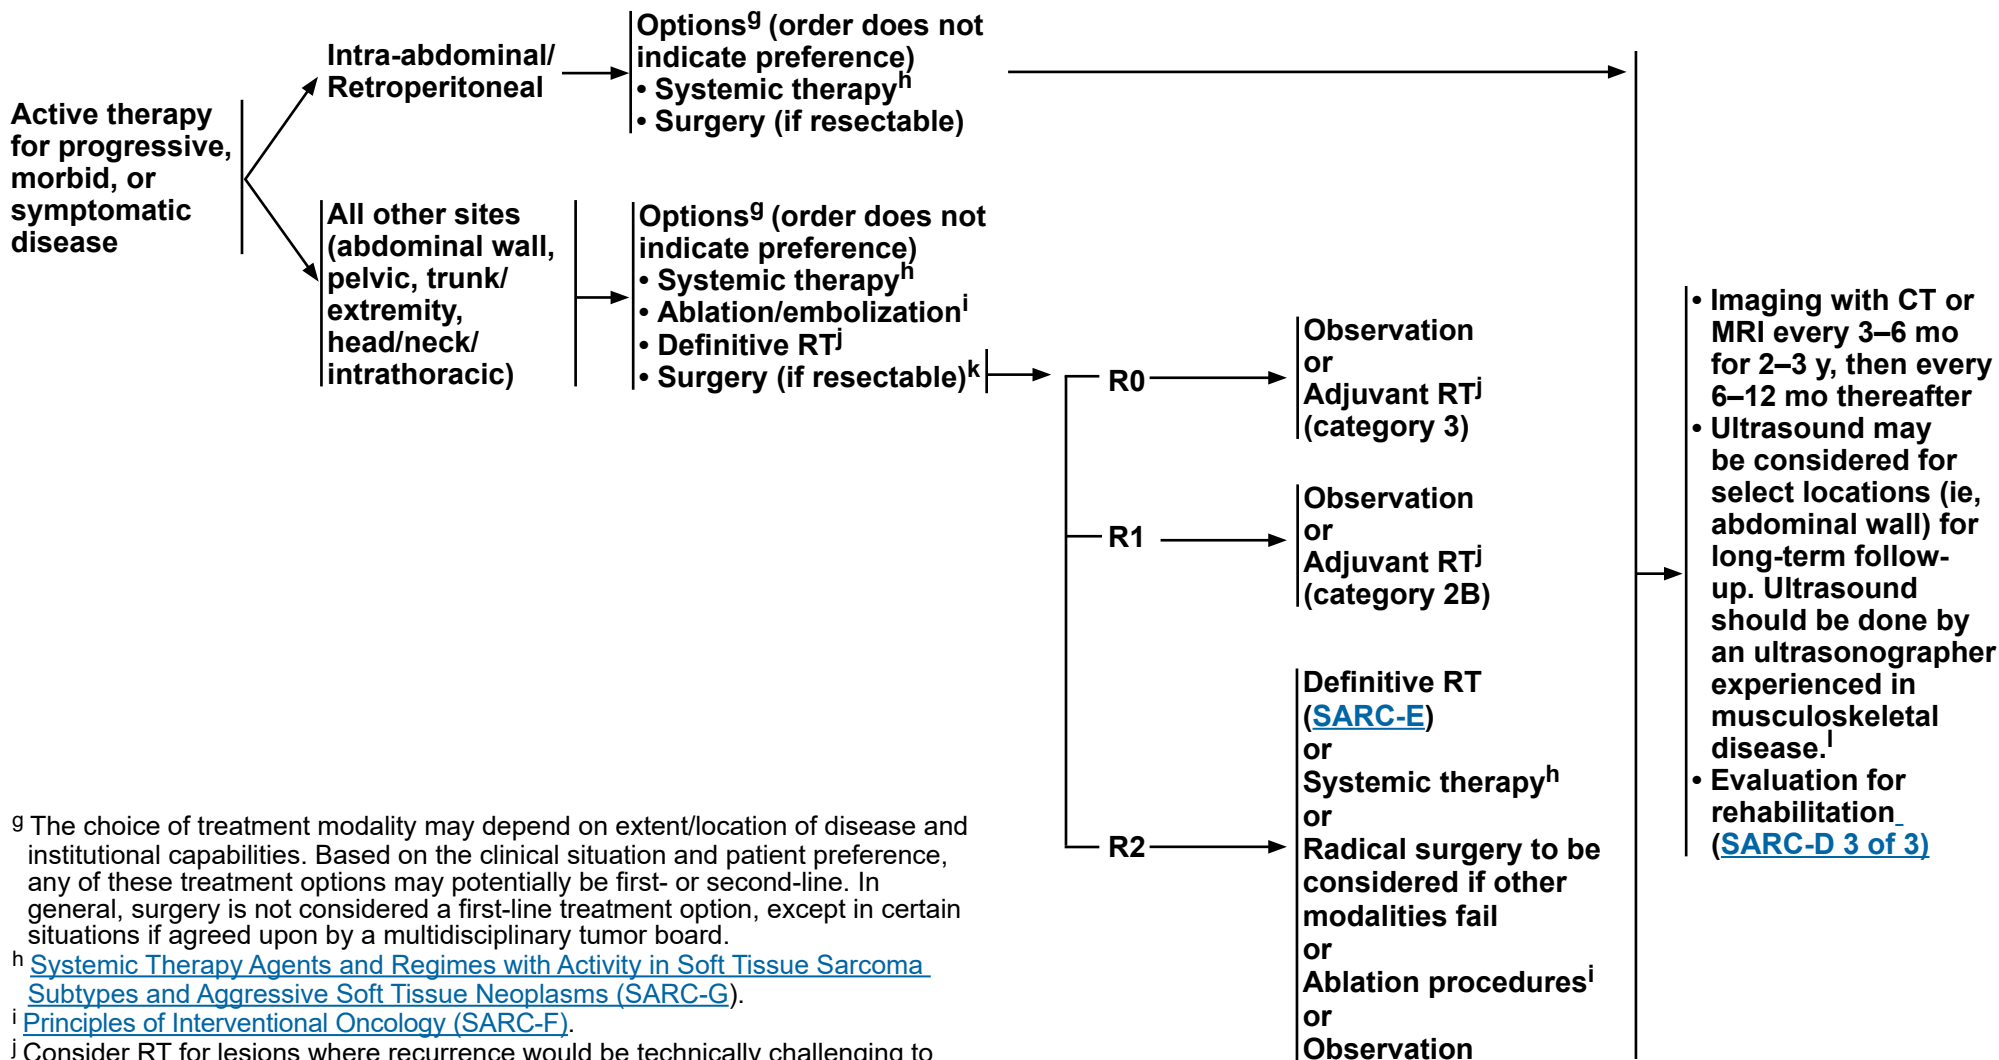 Active therapy
for progressive,
morbid, or
symptomatic
disease
Intra-abdominal/
Retroperitoneal
Options^g (order does not
indicate preference)
• Systemic therapy^h
• Surgery (if resectable)
All other sites
(abdominal wall,
pelvic, trunk/
extremity,
head/neck/
intrathoracic)
Options^g (order does not
indicate preference)
• Systemic therapy^h
• Ablation/embolization^i
• Definitive RT^j
• Surgery (if resectable)^k
R0
Observation
or
Adjuvant RT^j
(category 3)
R1
Observation
or
Adjuvant RT^j
(category 2B)
R2
Definitive RT
(SARC-E)
or
Systemic therapy^h
or
Radical surgery to be
considered if other
modalities fail
or
Ablation procedures^i
or
Observation
• Imaging with CT or
MRI every 3–6 mo
for 2–3 y, then every
6–12 mo thereafter
• Ultrasound may
be considered for
select locations (ie,
abdominal wall) for
long-term follow-
up. Ultrasound
should be done by
an ultrasonographer
experienced in
musculoskeletal
disease.^l
• Evaluation for
rehabilitation
(SARC-D 3 of 3)
^g The choice of treatment modality may depend on extent/location of disease and
institutional capabilities. Based on the clinical situation and patient preference,
any of these treatment options may potentially be first- or second-line. In
general, surgery is not considered a first-line treatment option, except in certain
situations if agreed upon by a multidisciplinary tumor board.
^h Systemic Therapy Agents and Regimes with Activity in Soft Tissue Sarcoma
Subtypes and Aggressive Soft Tissue Neoplasms (SARC-G).
^i Principles of Interventional Oncology (SARC-F).
^j Consider RT for lesions where recurrence would be technically challenging to